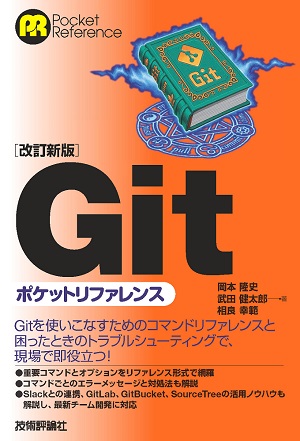 PR Pocket
Reference
Git
[改訂新版]
Git
ポケットリファレンス
岡本 隆史
武田 健太郎 著
相良 幸範
Gitを使いこなすためのコマンドリファレンスと
困ったときのトラブルシューティングで、
現場で即役立つ!
●重要コマンドとオプションをリファレンス形式で網羅
●コマンドごとのエラーメッセージと対処法も解説
●Slackとの連携、GitLab、GitBucket、SourceTreeの活用ノウハウも
解説し、最新チーム開発に対応
技術評論社